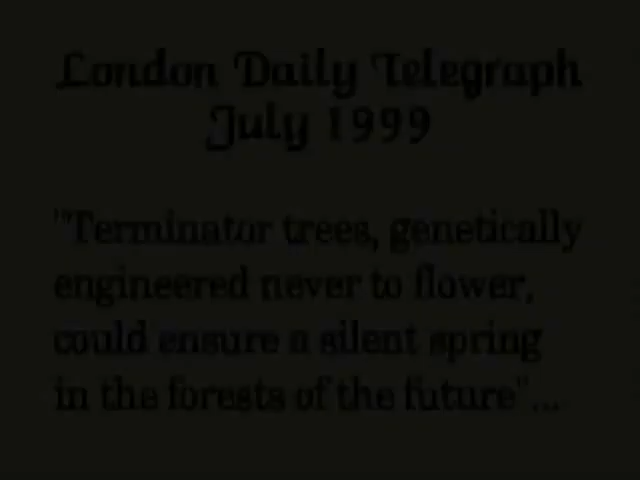 London Daily Telegraph
July 1999
"Terminator trees, genetically
engineered never to flower,
could ensure a silent spring
in the forests of the future"...